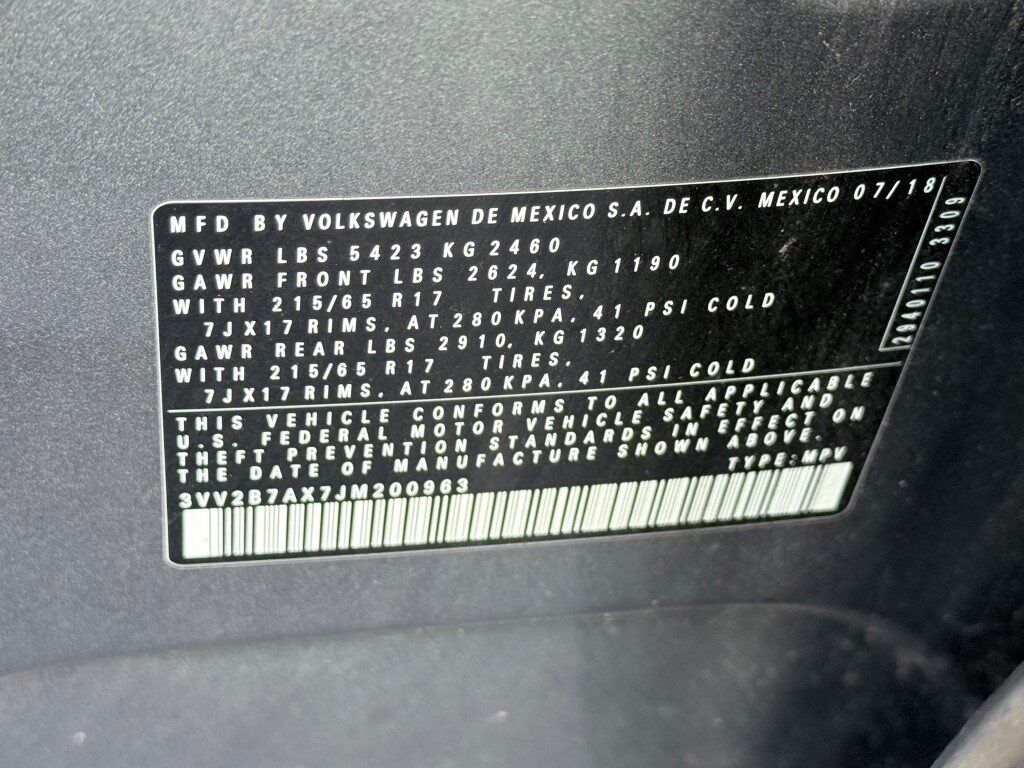 MFD BY VOLKSWAGEN DE MEXICO S.A. DE C.V. MEXICO 07/18
GVWR LBS 5423 KG 2460
GAWR FRONT LBS 2624, KG 1190
WITH 215/65 R17 TIRES,
7JX17 RIMS, AT 280 KPA, 41 PSI COLD
GAWR REAR LBS 2910, KG 1320
WITH 215/65 R17 TIRES,
7JX17 RIMS, AT 280 KPA, 41 PSI COLD
THIS VEHICLE CONFORMS TO ALL APPLICABLE
U.S. FEDERAL MOTOR VEHICLE SAFETY AND
THEFT PREVENTION STANDARDS IN EFFECT ON
THE DATE OF MANUFACTURE SHOWN ABOVE.
TYPE: MPV
3VV2B7AX7JM200963
3309